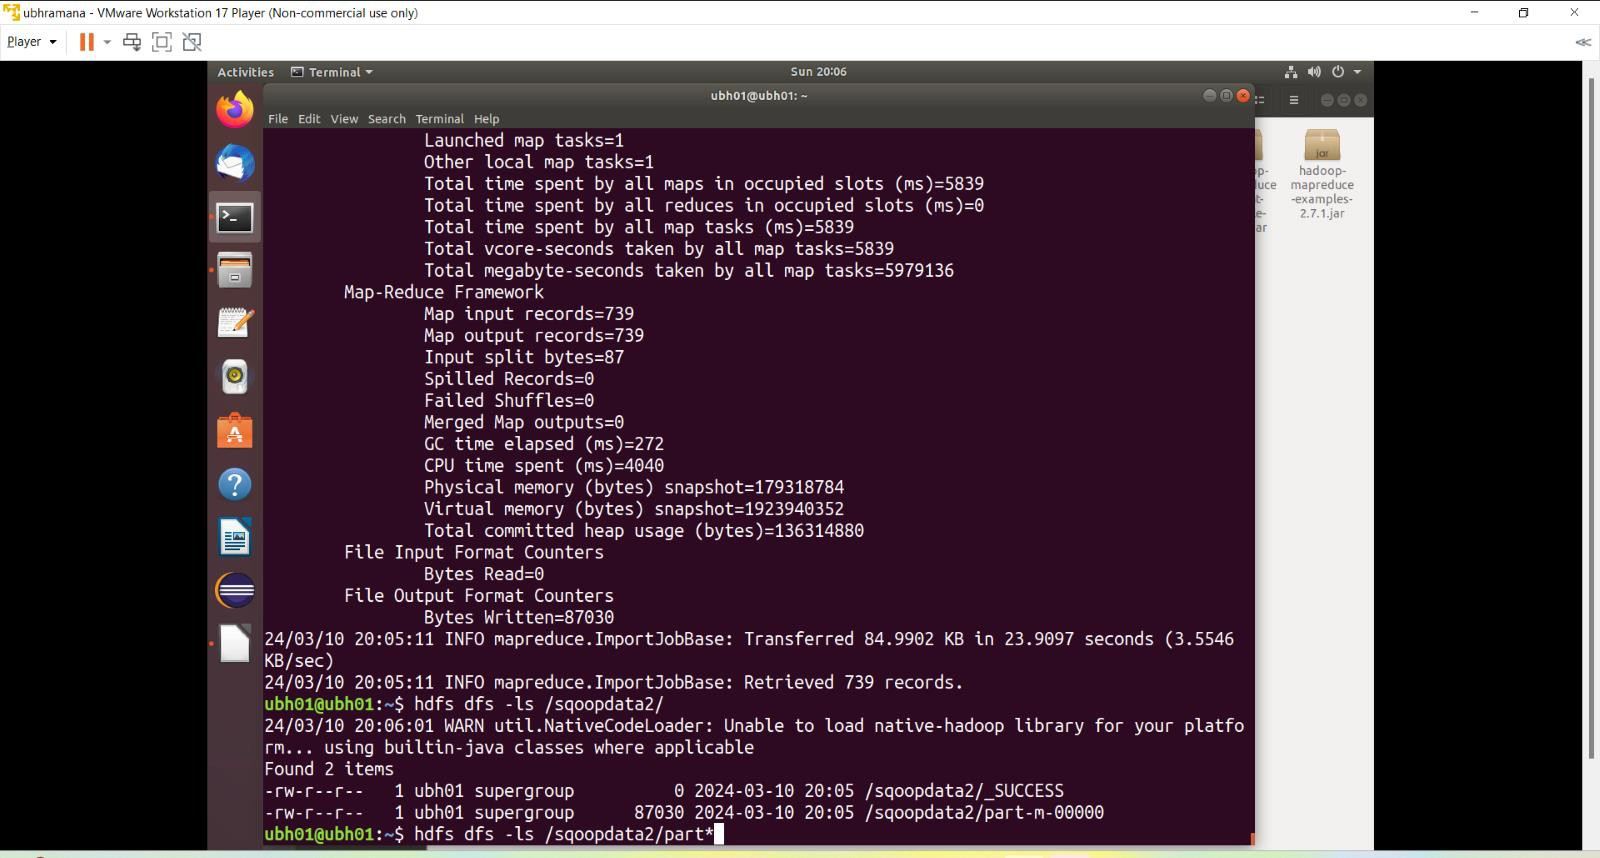 ubhramana - VMware Workstation 17 Player (Non-commercial use only)
Player
Activities Terminal Sun 20:06
ubh01@ubh01: ~
File Edit View Search Terminal Help
Launched map tasks=1
Other local map tasks=1
Total time spent by all maps in occupied slots (ms)=5839
Total time spent by all reduces in occupied slots (ms)=0
Total time spent by all map tasks (ms)=5839
Total vcore-seconds taken by all map tasks=5839
Total megabyte-seconds taken by all map tasks=5979136
Map-Reduce Framework
Map input records=739
Map output records=739
Input split bytes=87
Spilled Records=0
Failed Shuffles=0
Merged Map outputs=0
GC time elapsed (ms)=272
CPU time spent (ms)=4040
Physical memory (bytes) snapshot=179318784
Virtual memory (bytes) snapshot=1923940352
Total committed heap usage (bytes)=136314880
File Input Format Counters
Bytes Read=0
File Output Format Counters
Bytes Written=87030
24/03/10 20:05:11 INFO mapreduce.ImportJobBase: Transferred 84.9902 KB in 23.9097 seconds (3.5546
KB/sec)
24/03/10 20:05:11 INFO mapreduce.ImportJobBase: Retrieved 739 records.
ubh01@ubh01:~$ hdfs dfs -ls /sqoopdata2/
24/03/10 20:06:01 WARN util.NativeCodeLoader: Unable to load native-hadoop library for your platfo
rm... using builtin-java classes where applicable
Found 2 items
-rw-r--r--   1 ubh01 supergroup          0 2024-03-10 20:05 /sqoopdata2/_SUCCESS
-rw-r--r--   1 ubh01 supergroup      87030 2024-03-10 20:05 /sqoopdata2/part-m-00000
ubh01@ubh01:~$ hdfs dfs -ls /sqoopdata2/part*
jar
hadoop-
mapreduce
-examples-
2.7.1.jar